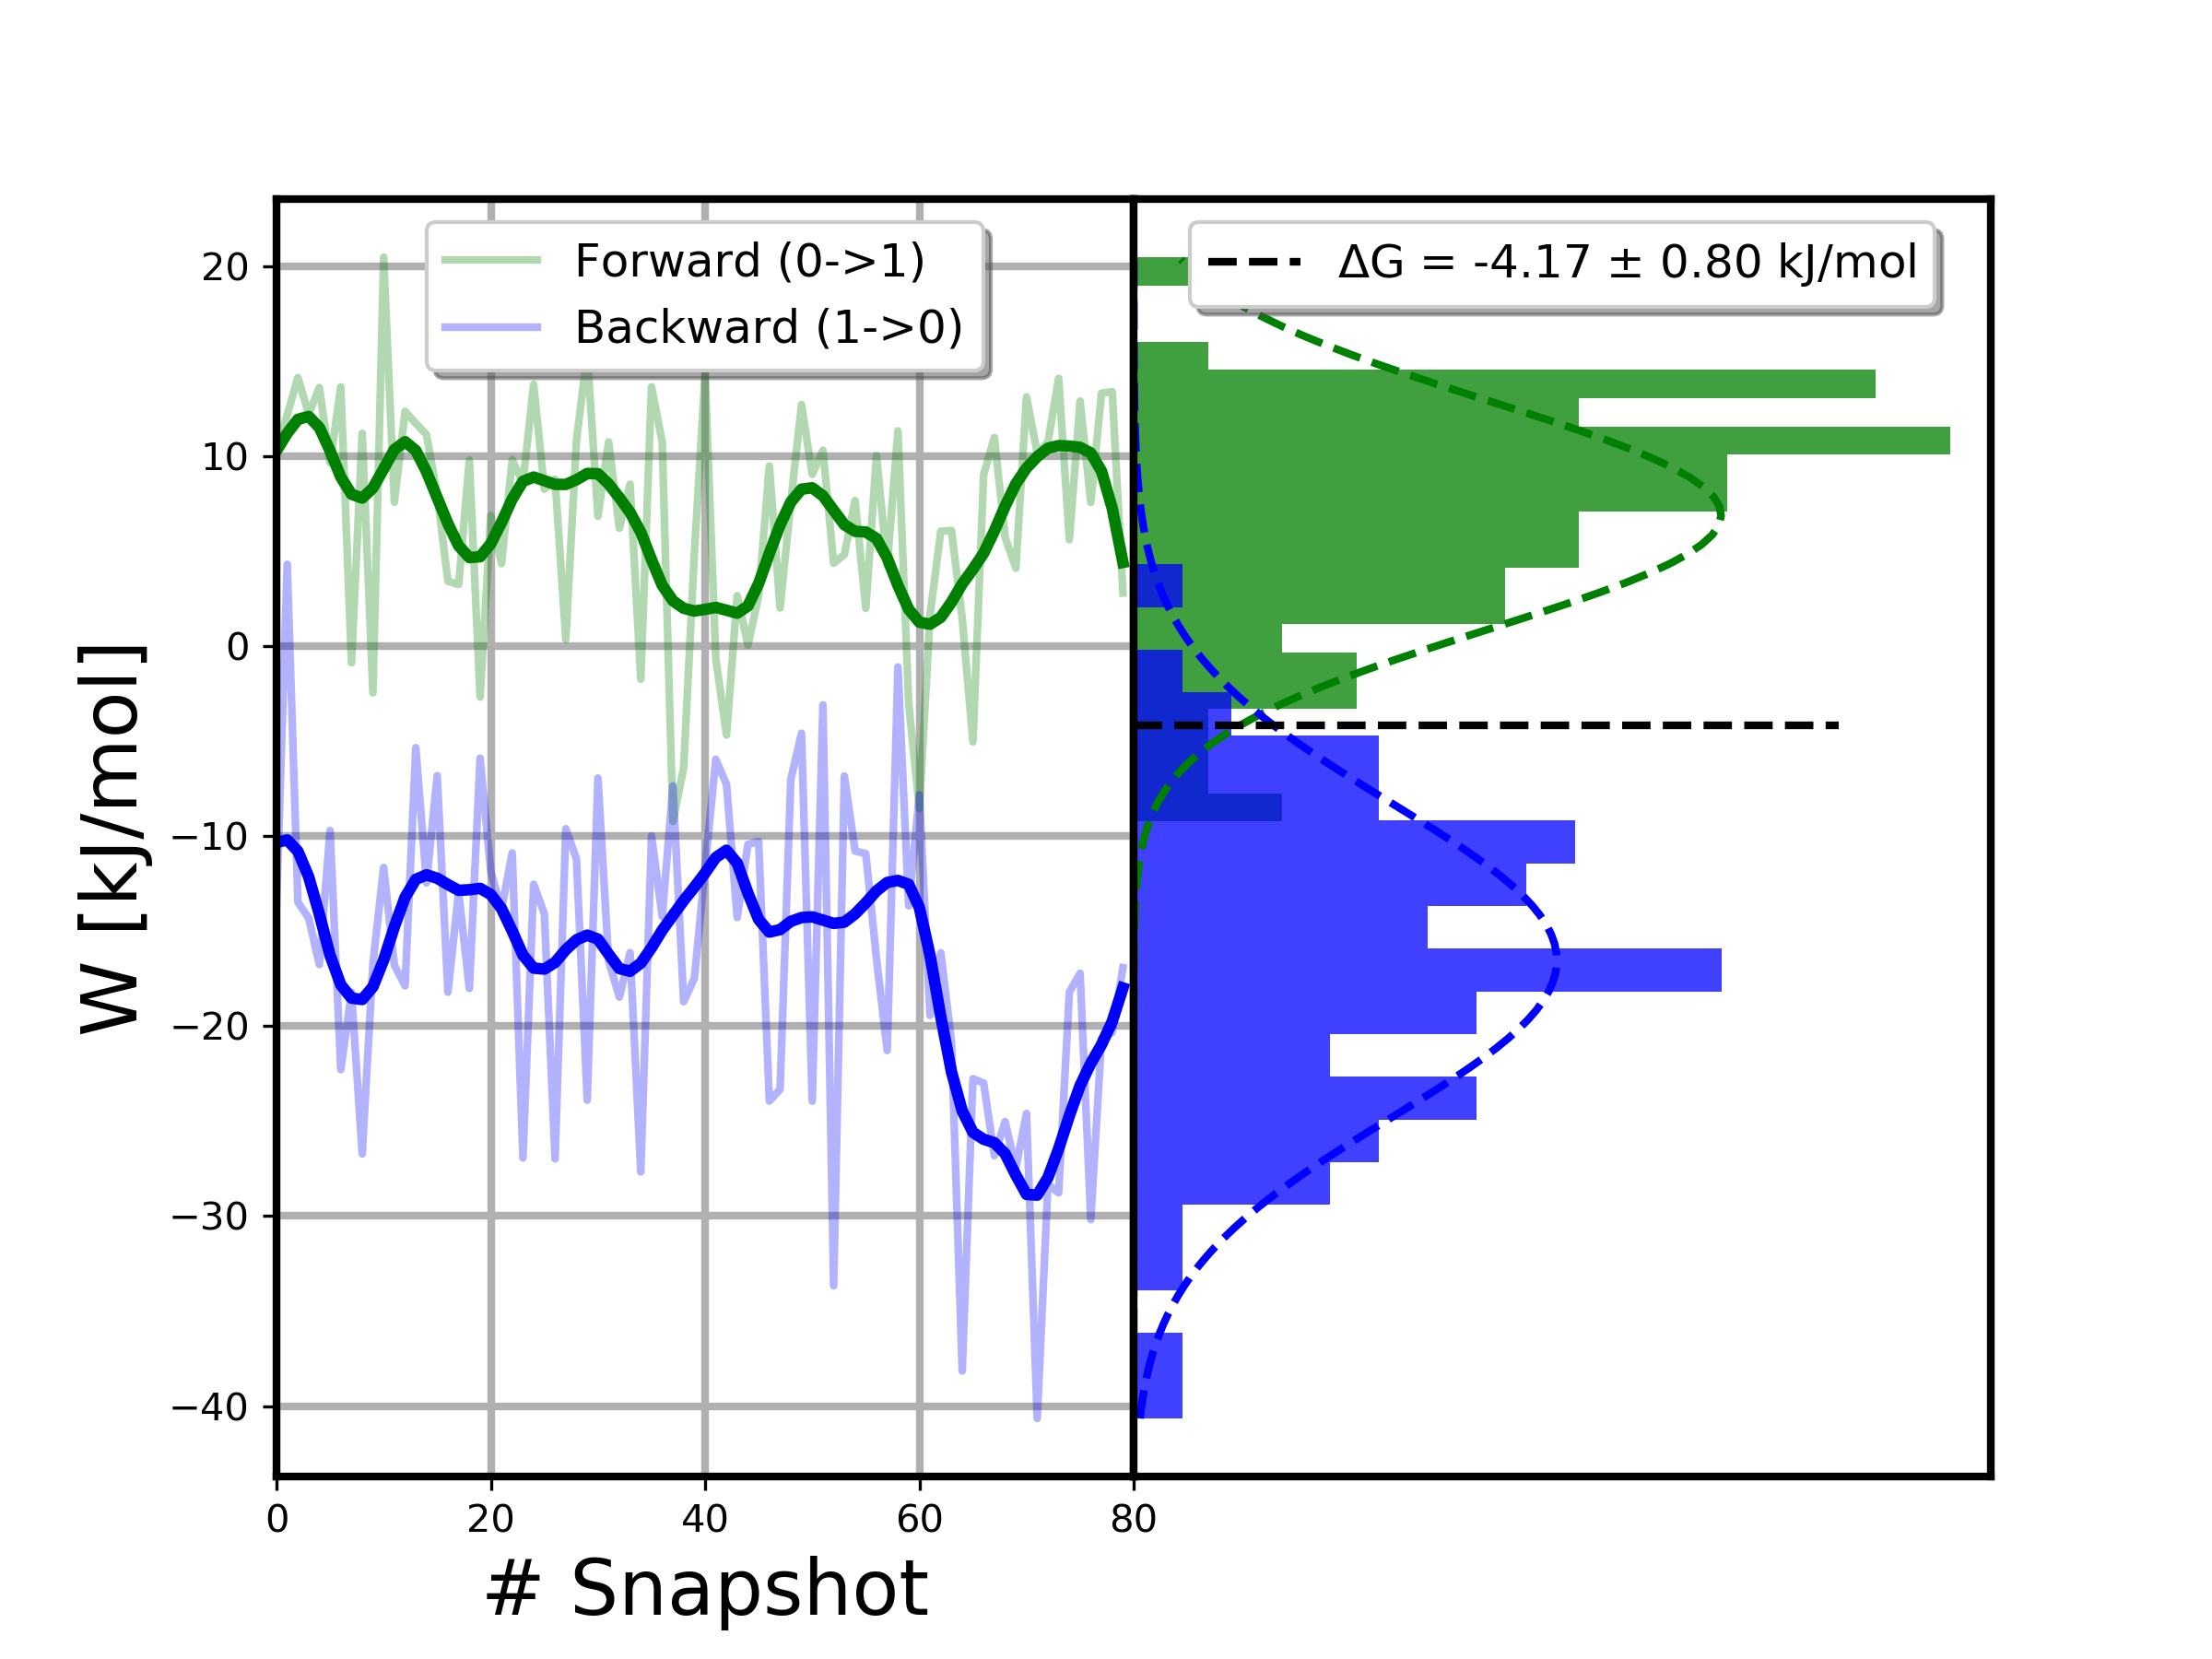 Forward (0->1)
Backward (1->0)
ΔG = -4.17 ± 0.80 kJ/mol
W [kJ/mol]
20
10
0
−10
−20
−30
−40
0 20 40 60 80
# Snapshot